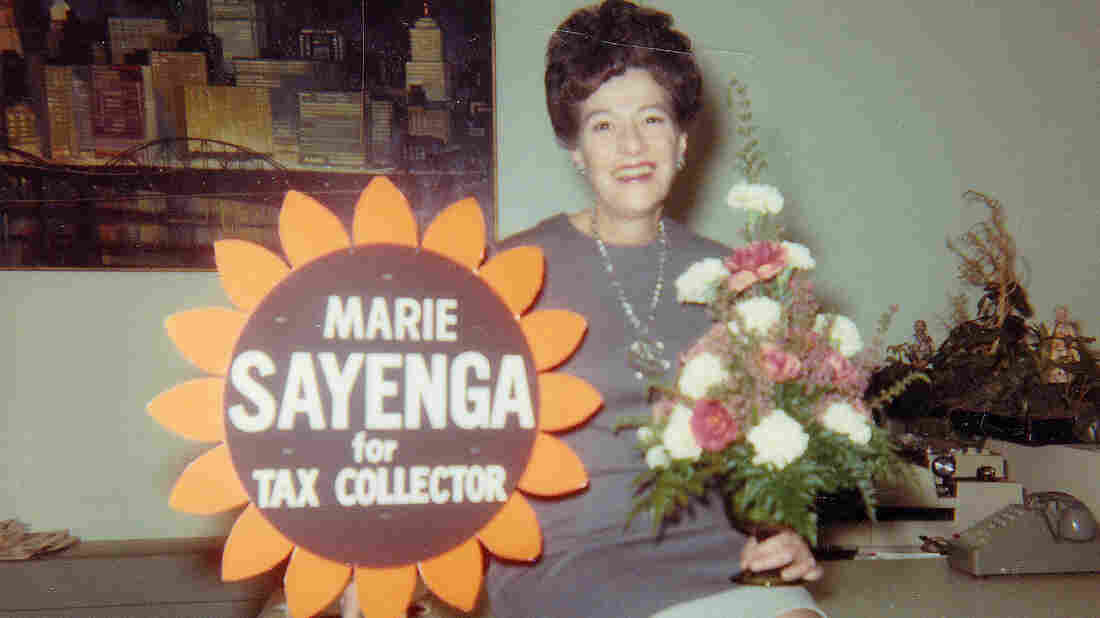 MARIE
SAYENGA
for
TAX COLLECTOR